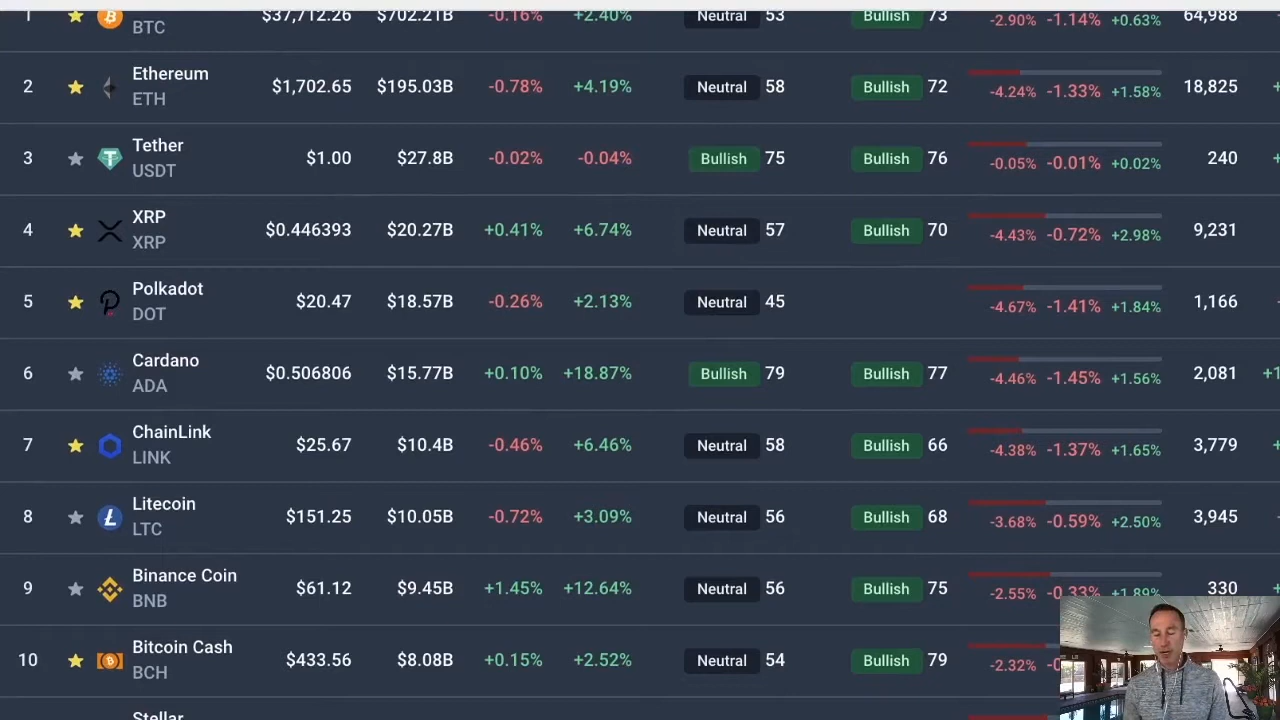 1 $37,712.26 $702.21B -0.16% +2.40% Neutral 53 Bullish 73 -2.90% -1.14% +0.63% 64,988
BTC
Ethereum
2 $1,702.65 $195.03B -0.78% +4.19% Neutral 58 Bullish 72 -4.24% -1.33% +1.58% 18,825 +
ETH
Tether
3 $1.00 $27.8B -0.02% -0.04% Bullish 75 Bullish 76 -0.05% -0.01% +0.02% 240 +
USDT
XRP
4 $0.446393 $20.27B +0.41% +6.74% Neutral 57 Bullish 70 -4.43% -0.72% +2.98% 9,231
XRP
Polkadot
5 $20.47 $18.57B -0.26% +2.13% Neutral 45 -4.67% -1.41% +1.84% 1,166 -
DOT
Cardano
6 $0.506806 $15.77B +0.10% +18.87% Bullish 79 Bullish 77 -4.46% -1.45% +1.56% 2,081 +1
ADA
ChainLink
7 $25.67 $10.4B -0.46% +6.46% Neutral 58 Bullish 66 -4.38% -1.37% +1.65% 3,779 +
LINK
Litecoin
8 $151.25 $10.05B -0.72% +3.09% Neutral 56 Bullish 68 -3.68% -0.59% +2.50% 3,945 -
LTC
Binance Coin
9 $61.12 $9.45B +1.45% +12.64% Neutral 56 Bullish 75 -2.55% -0.33% +1.89% 330
BNB
Bitcoin Cash
10 $433.56 $8.08B +0.15% +2.52% Neutral 54 Bullish 79 -2.32%
BCH
Stellar